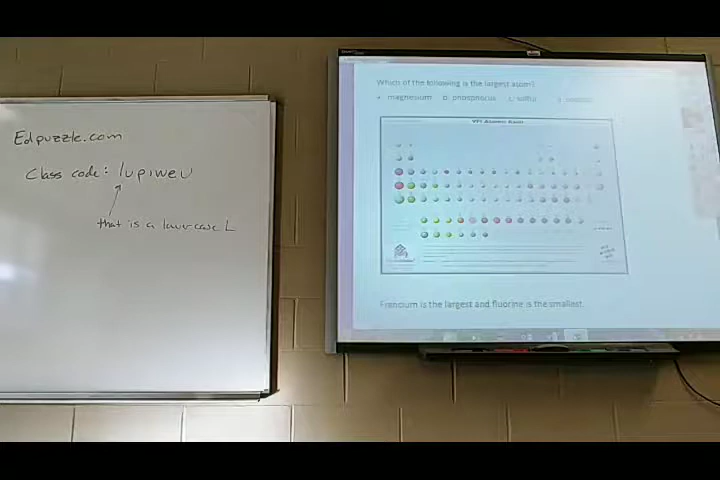 Edpuzzle.com
Class code: lupiweu
that is a lowercase L
Which of the following is the largest atom?
magnesium b. phosphorus c. sulfur
Francium is the largest and fluorine is the smallest.